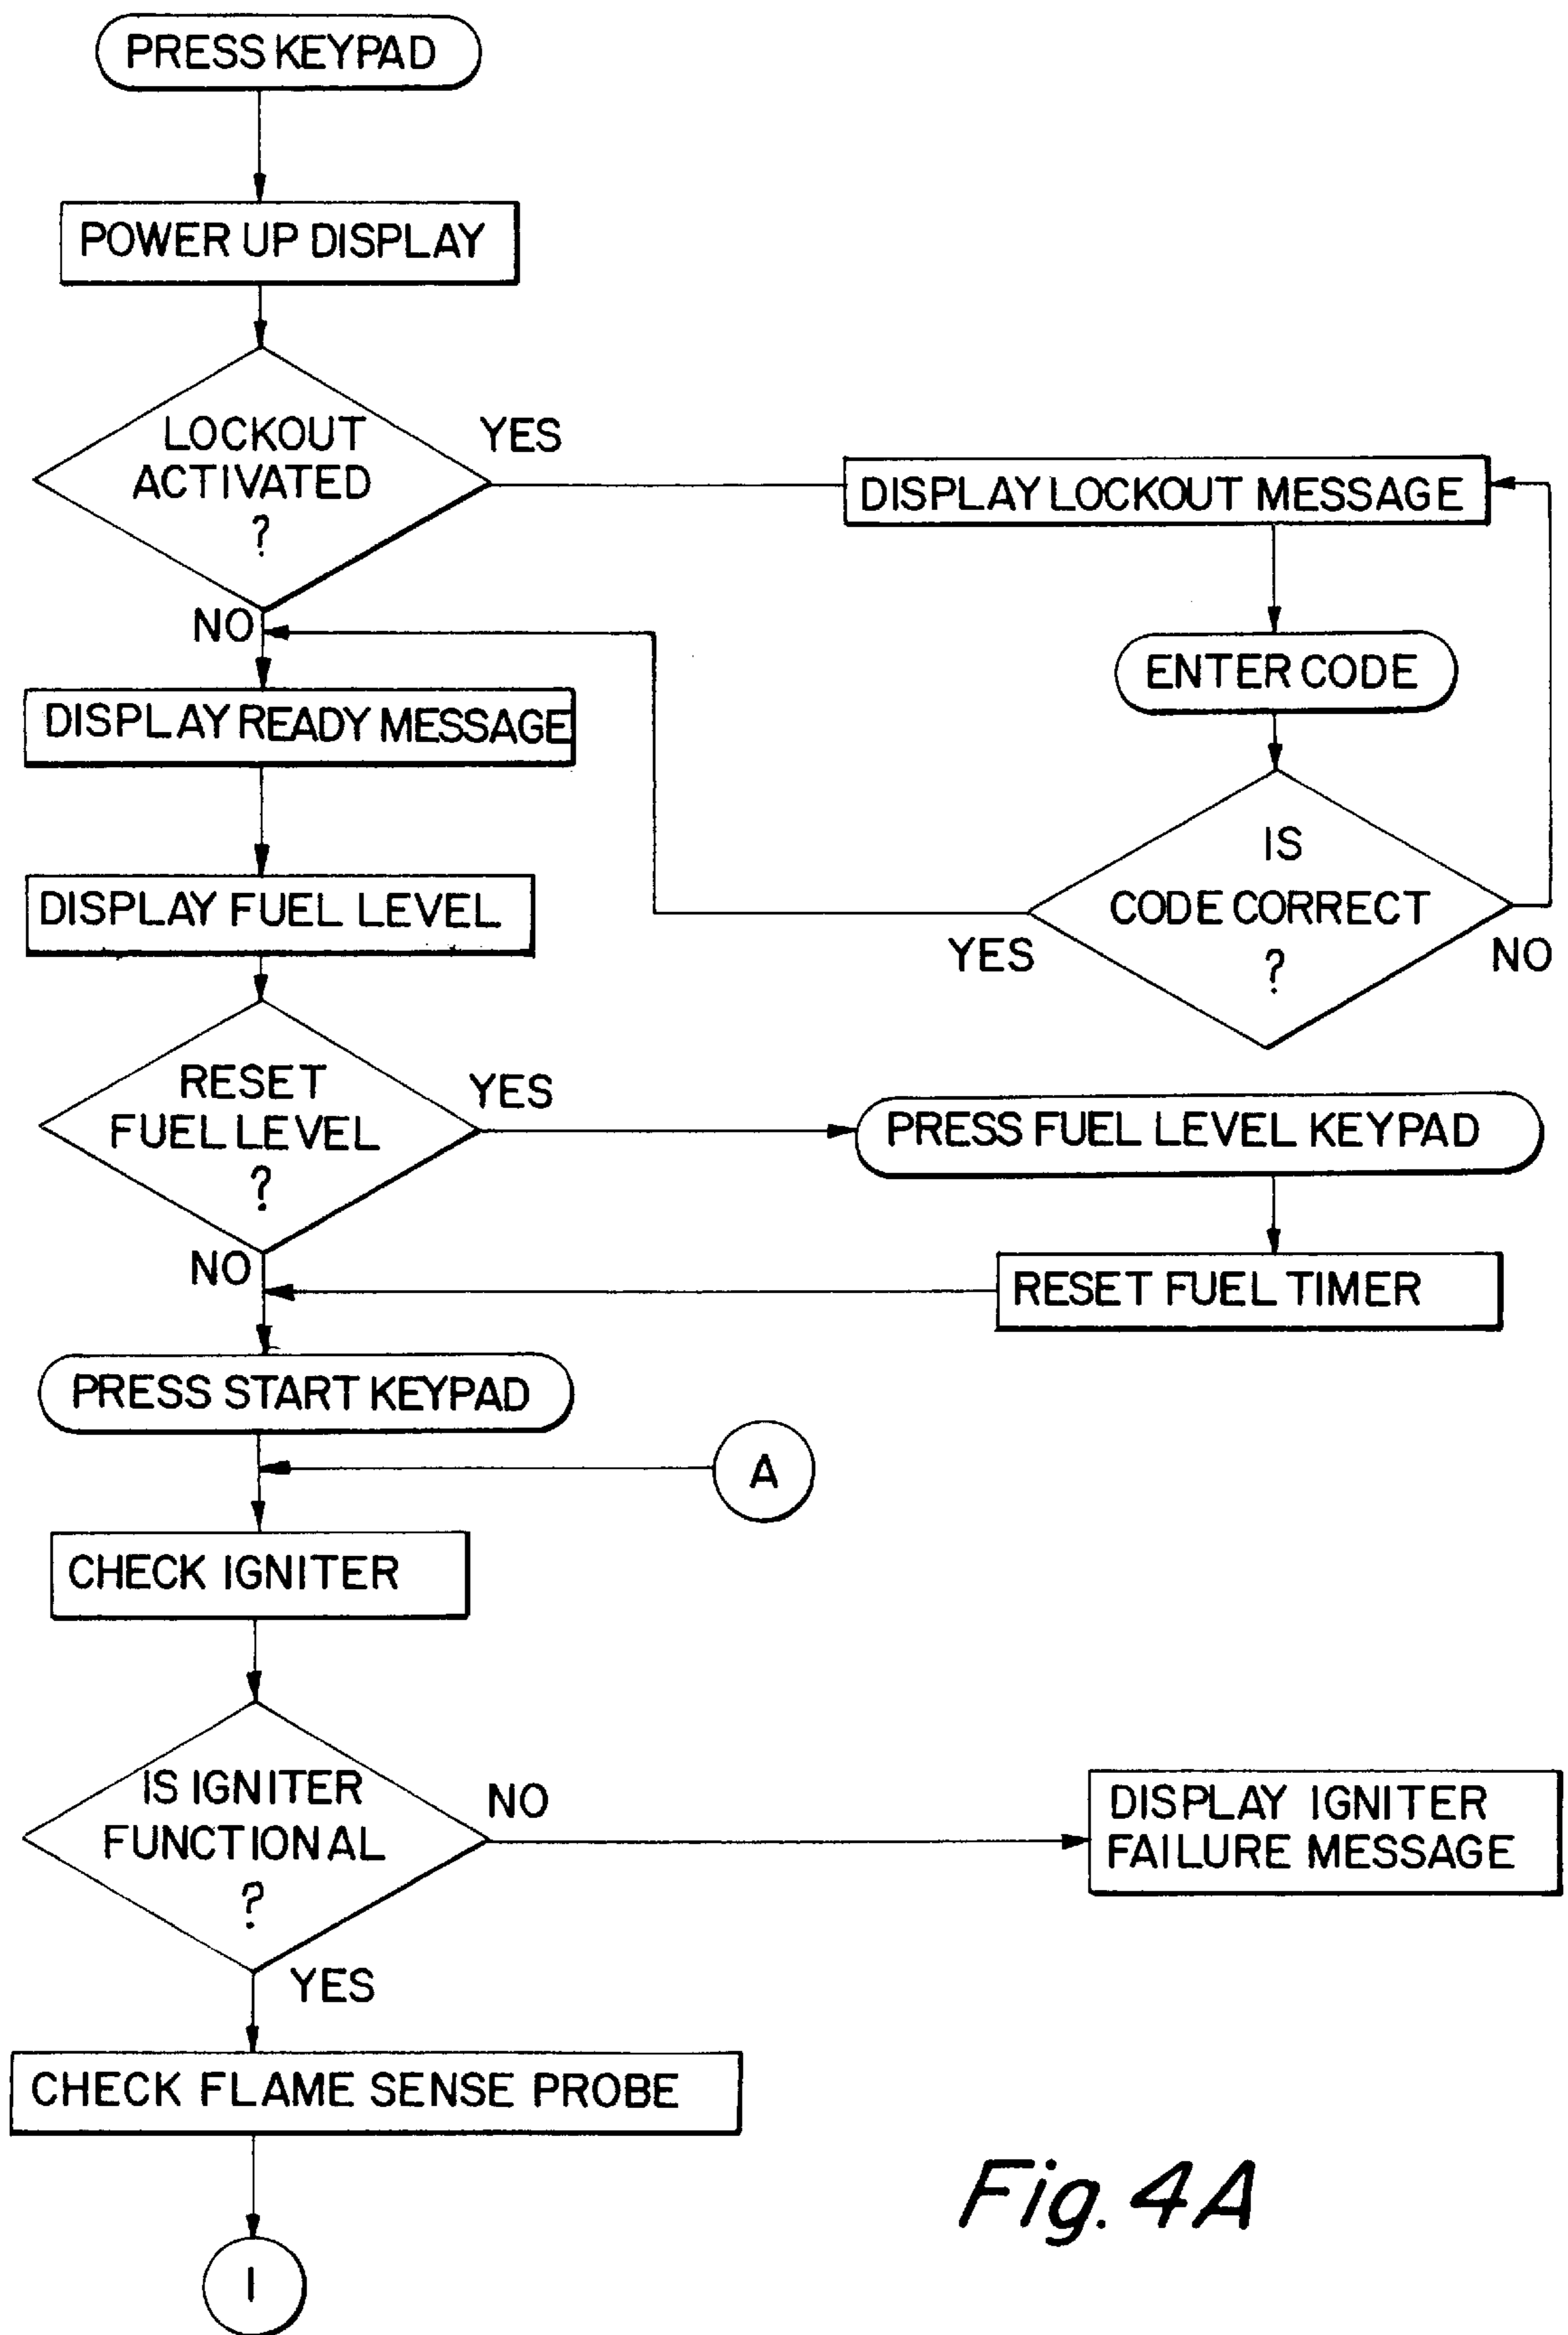 PRESS KEYPAD
POWER UP DISPLAY
LOCKOUT
ACTIVATED
?
YES
NO
DISPLAY LOCKOUT MESSAGE
ENTER CODE
IS
CODE CORRECT
?
YES
NO
DISPLAY READY MESSAGE
DISPLAY FUEL LEVEL
RESET
FUEL LEVEL
?
YES
NO
PRESS FUEL LEVEL KEYPAD
RESET FUEL TIMER
PRESS START KEYPAD
A
CHECK IGNITER
IS IGNITER
FUNCTIONAL
?
NO
YES
DISPLAY IGNITER
FAILURE MESSAGE
CHECK FLAME SENSE PROBE
1
Fig. 4A